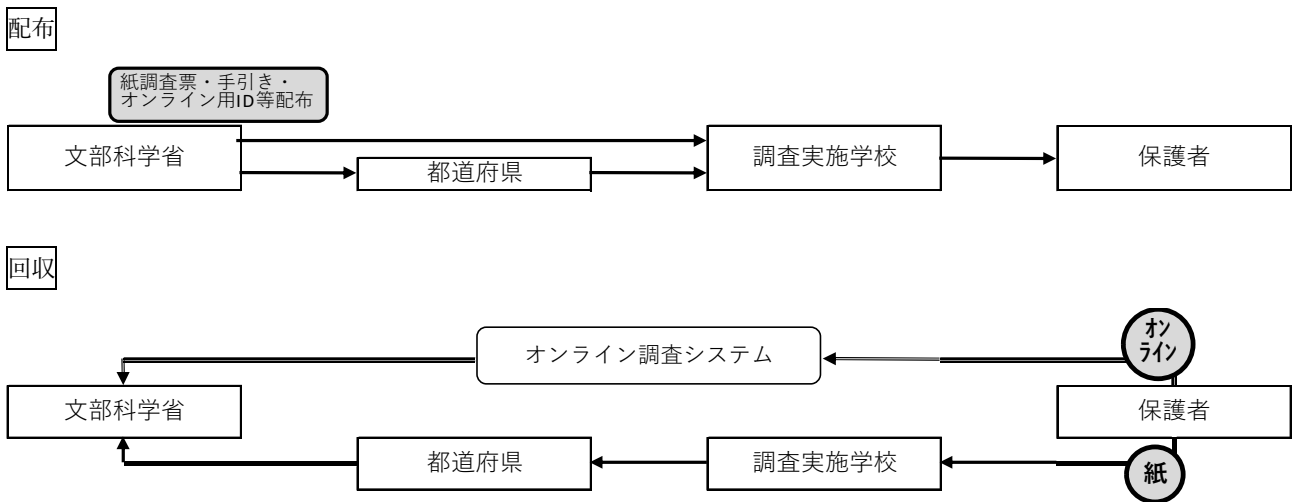 配布
紙調査票・手引き・
オンライン用ID等配布
文部科学省
都道府県
調査実施学校
保護者
回収
オンライン調査システム
オン
ライン
文部科学省
保護者
都道府県
調査実施学校
紙